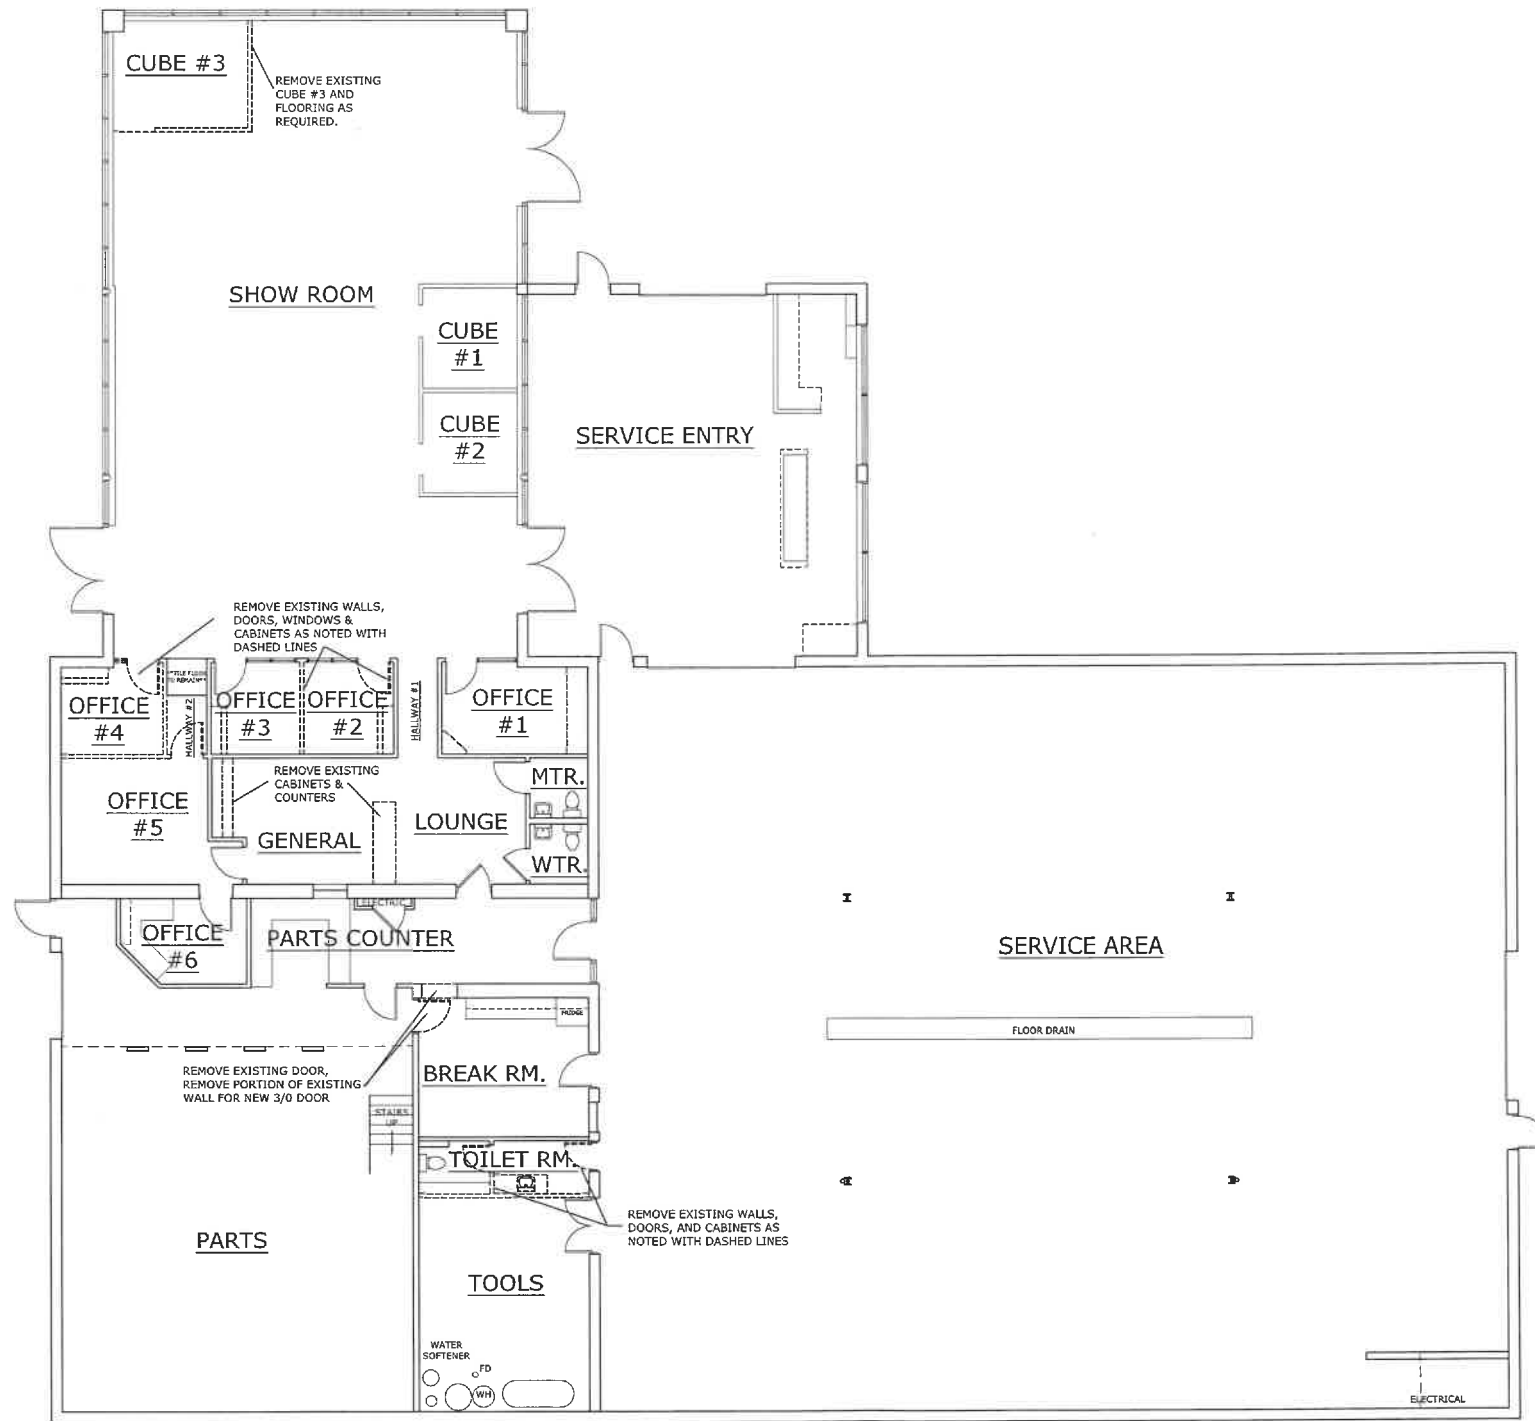 CUBE #3
REMOVE EXISTING
CUBE #3 AND
FLOORING AS
REQUIRED.
SHOW ROOM
CUBE
#1
CUBE
#2
SERVICE ENTRY
REMOVE EXISTING WALLS,
DOORS, WINDOWS &
CABINETS AS NOTED WITH
DASHED LINES
OFFICE
#4
TILE FLOOR
TO REMAIN
HALLWAY #2
OFFICE
#3
OFFICE
#2
HALLWAY #1
OFFICE
#1
REMOVE EXISTING
CABINETS &
COUNTERS
MTR.
OFFICE
#5
GENERAL
LOUNGE
WTR.
ELECTRIC
OFFICE
#6
PARTS COUNTER
SERVICE AREA
FRIDGE
FLOOR DRAIN
REMOVE EXISTING DOOR,
REMOVE PORTION OF EXISTING
WALL FOR NEW 3/0 DOOR
BREAK RM.
STAIRS
UP
TOILET RM.
REMOVE EXISTING WALLS,
DOORS, AND CABINETS AS
NOTED WITH DASHED LINES
PARTS
TOOLS
WATER
SOFTENER
FD
WH
ELECTRICAL